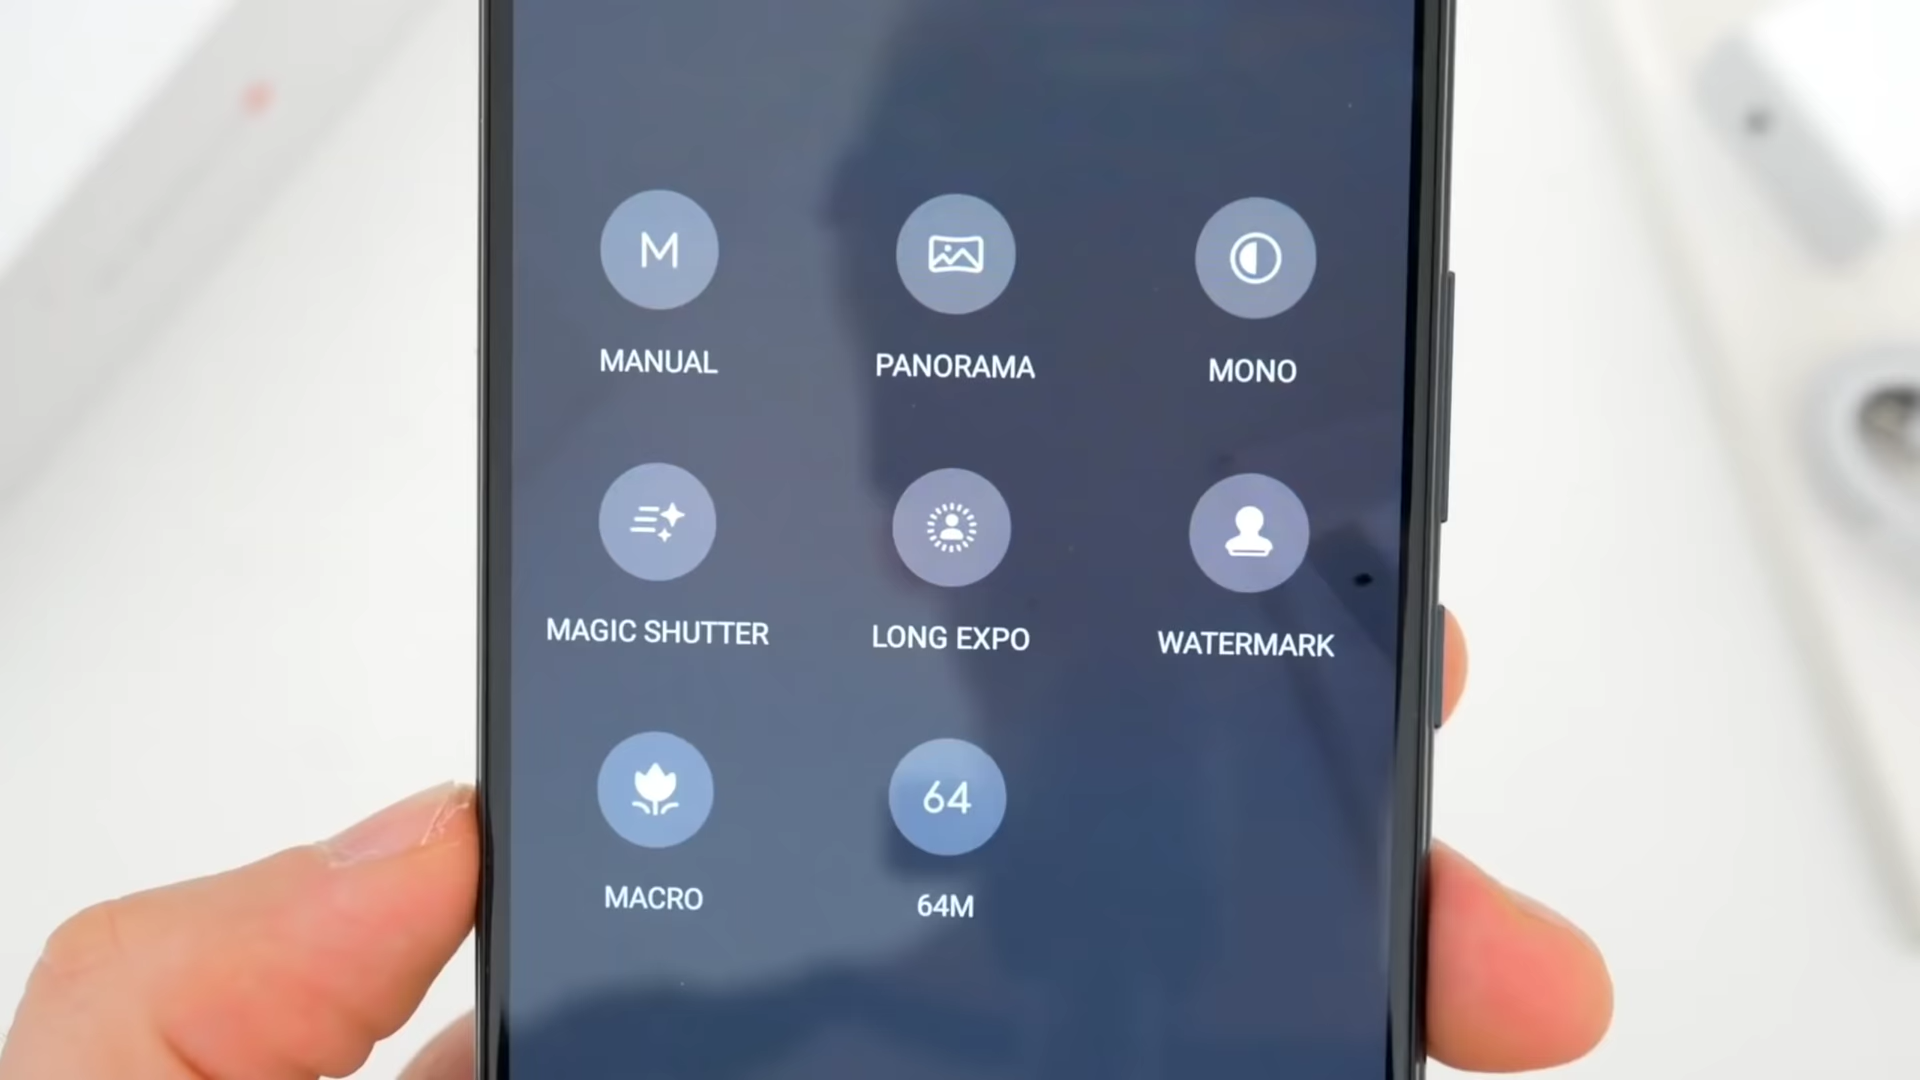 M
MANUAL
PANORAMA
MONO
MAGIC SHUTTER
LONG EXPO
WATERMARK
MACRO
64
64M